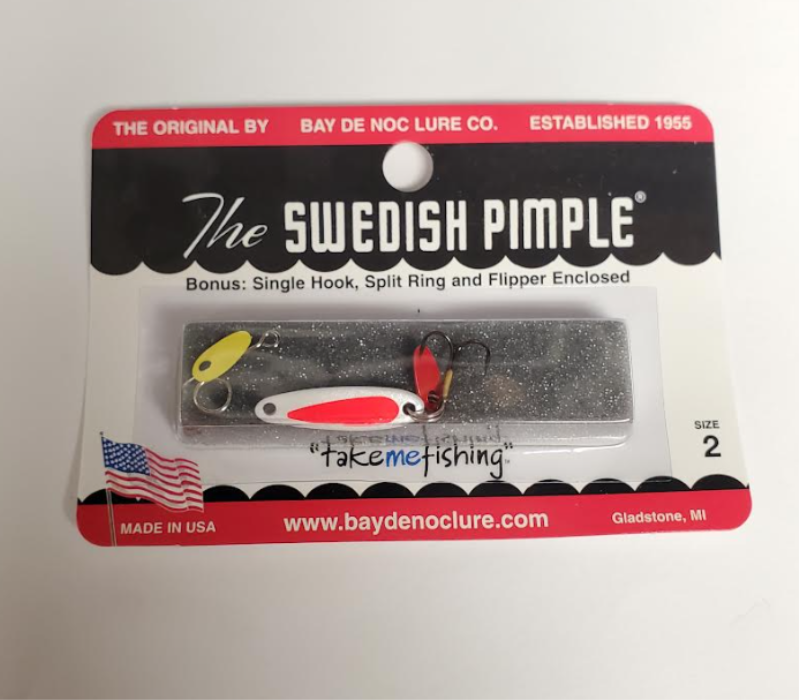 THE ORIGINAL BY BAY DE NOC LURE CO. ESTABLISHED 1955
The SWEDISH PIMPLE®
Bonus: Single Hook, Split Ring and Flipper Enclosed
SIZE
2
"takemefishing"™
MADE IN USA www.baydenoclure.com Gladstone, MI